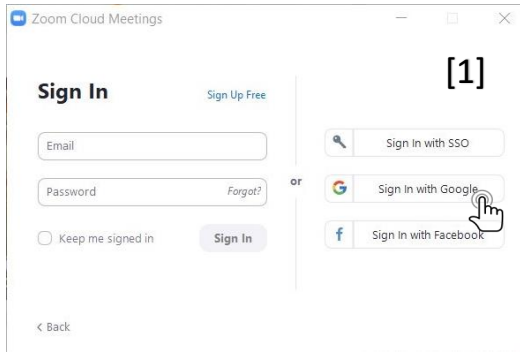 Zoom Cloud Meetings
[1]
Sign In
Sign Up Free
Email
Password
Forgot?
Keep me signed in
Sign In
or
Sign In with SSO
G
Sign In with Google
f
Sign In with Facebook
< Back